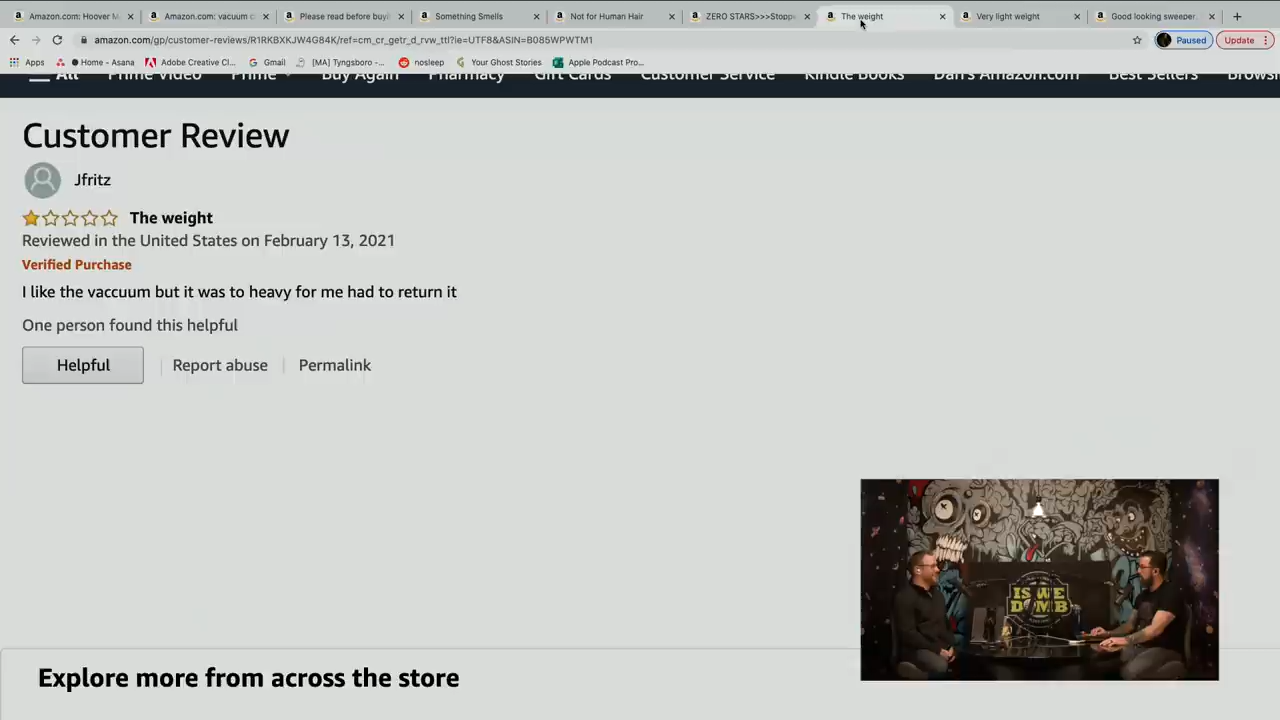 Amazon.com: Hoover M
Amazon.com: vacuum c
Please read before buyi
Something Smells
Not for Human Hair
ZERO STARS>>>Stoppe
The weight
Very light weight
Good looking sweeper
amazon.com/gp/customer-reviews/R1RKBXKJW4G84K/ref=cm_cr_getr_d_rvw_ttl?ie=UTF8&ASIN=B085WPWTM1
Paused
Update
Apps
Home - Asana
Adobe Creative Cl...
Gmail
[MA] Tyngsboro -...
nosleep
Your Ghost Stories
Apple Podcast Pro...
All Prime Video Prime Buy Again Pharmacy Gift Cards Customer Service Kindle Books Dan's Amazon.com Best Sellers Brows
Customer Review
Jfritz
The weight
Reviewed in the United States on February 13, 2021
Verified Purchase
I like the vaccuum but it was to heavy for me had to return it
One person found this helpful
Helpful
Report abuse
Permalink
IS WE
DUMB
Explore more from across the store